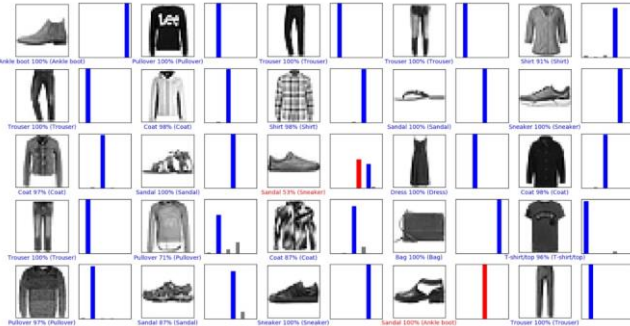 Lee
Ankle boot 100% (Ankle boot)
Pullover 100% (Pullover)
Trouser 100% (Trouser)
Trouser 100% (Trouser)
Shirt 91% (Shirt)
Trouser 100% (Trouser)
Coat 98% (Coat)
Shirt 98% (Shirt)
Sandal 100% (Sandal)
Sneaker 100% (Sneaker)
Coat 97% (Coat)
Sandal 100% (Sandal)
Sandal 53% (Sneaker)
Dress 100% (Dress)
Coat 98% (Coat)
Trouser 100% (Trouser)
Pullover 71% (Pullover)
Coat 87% (Coat)
Bag 100% (Bag)
T-shirt/top 96% (T-shirt/top)
Pullover 97% (Pullover)
Sandal 87% (Sandal)
Sneaker 100% (Sneaker)
Sandal 100% (Ankle boot)
Trouser 100% (Trouser)